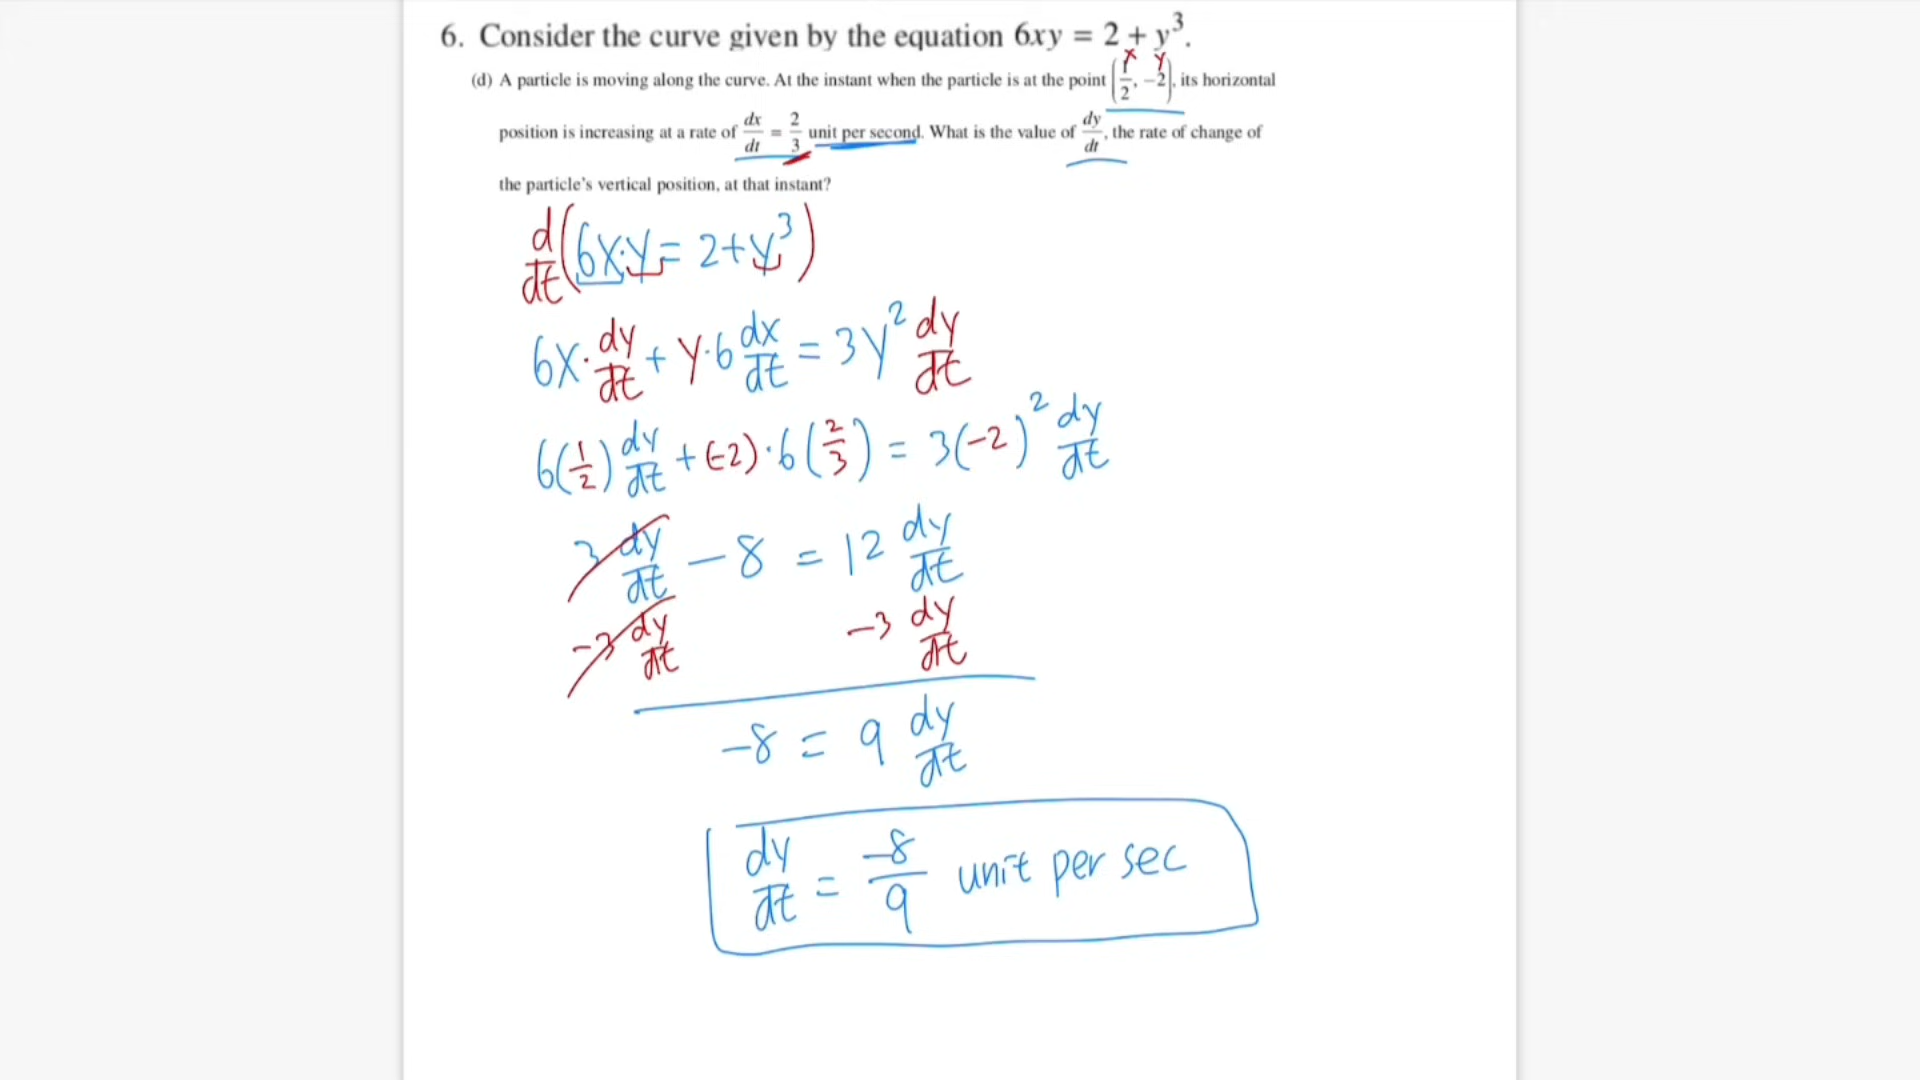 6. Consider the curve given by the equation 6xy = 2 + y³.
x y
(d) A particle is moving along the curve. At the instant when the particle is at the point (1/2, −2), its horizontal
position is increasing at a rate of dx/dt = 2/3 unit per second. What is the value of dy/dt, the rate of change of
the particle's vertical position, at that instant?
d/dt (6x·y = 2+y³)
6x· dy/dt + y·6 dx/dt = 3y² dy/dt
6(1/2) dy/dt + (-2)·6(2/3) = 3(-2)² dy/dt
3 dy/dt − 8 = 12 dy/dt
-3 dy/dt -3 dy/dt
-8 = 9 dy/dt
dy/dt = -8/9 unit per sec